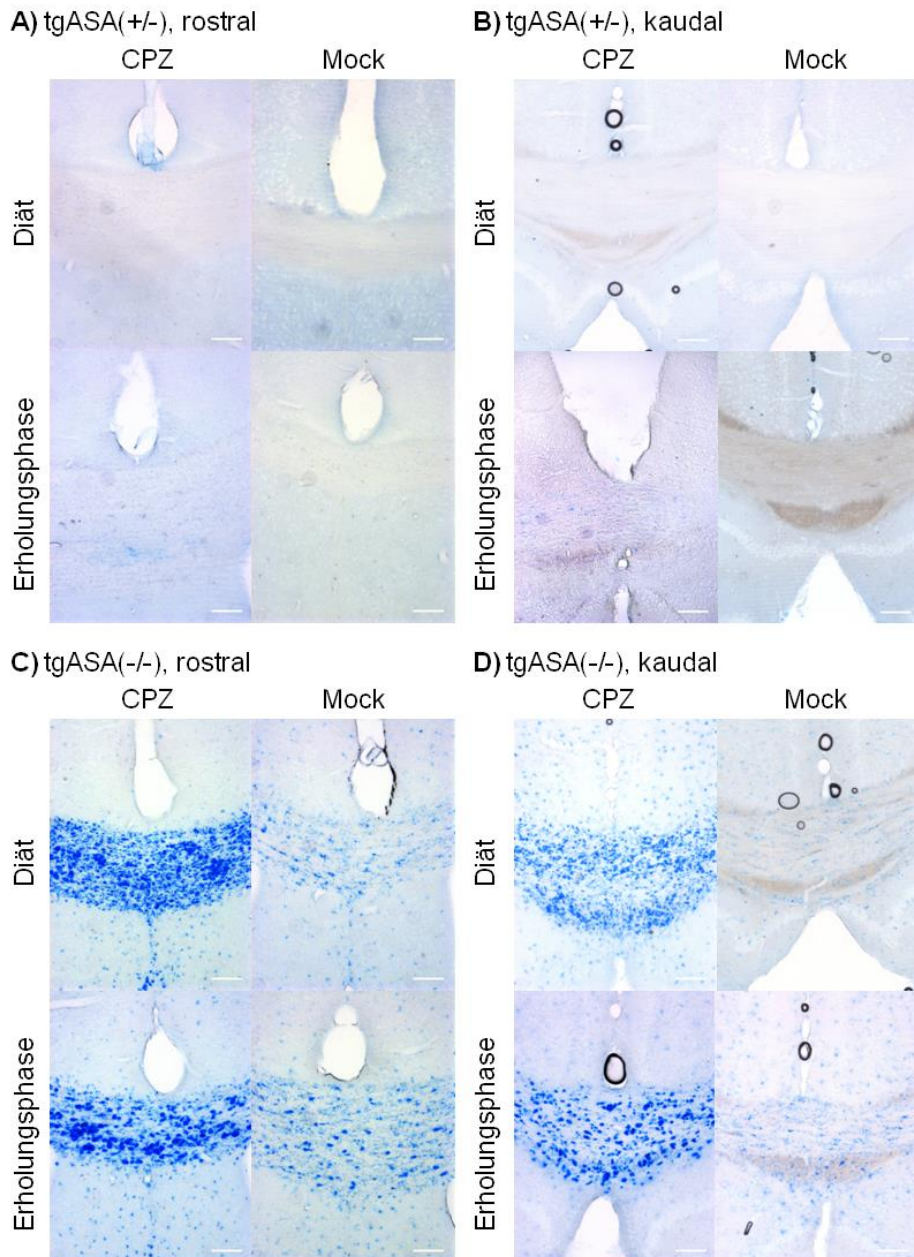 A) tgASA(+/-), rostral
CPZ Mock
Diät
Erholungsphase
B) tgASA(+/-), kaudal
CPZ Mock
Diät
Erholungsphase
C) tgASA(-/-), rostral
CPZ Mock
Diät
Erholungsphase
D) tgASA(-/-), kaudal
CPZ Mock
Diät
Erholungsphase